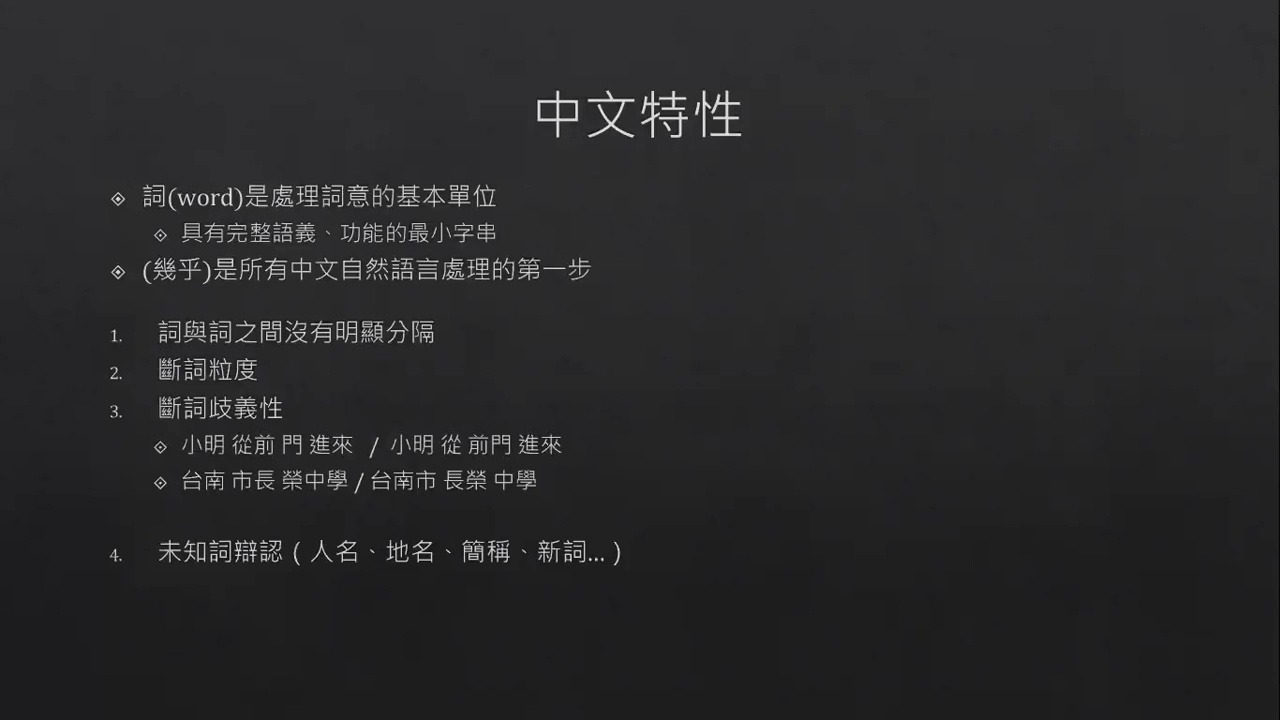 中文特性
詞(word)是處理詞意的基本單位
具有完整語義、功能的最小字串
(幾乎)是所有中文自然語言處理的第一步
1. 詞與詞之間沒有明顯分隔
2. 斷詞粒度
3. 斷詞歧義性
小明 從前 門 進來 / 小明 從 前門 進來
台南 市長 榮中學 / 台南市 長榮 中學
4. 未知詞辯認（人名、地名、簡稱、新詞...）